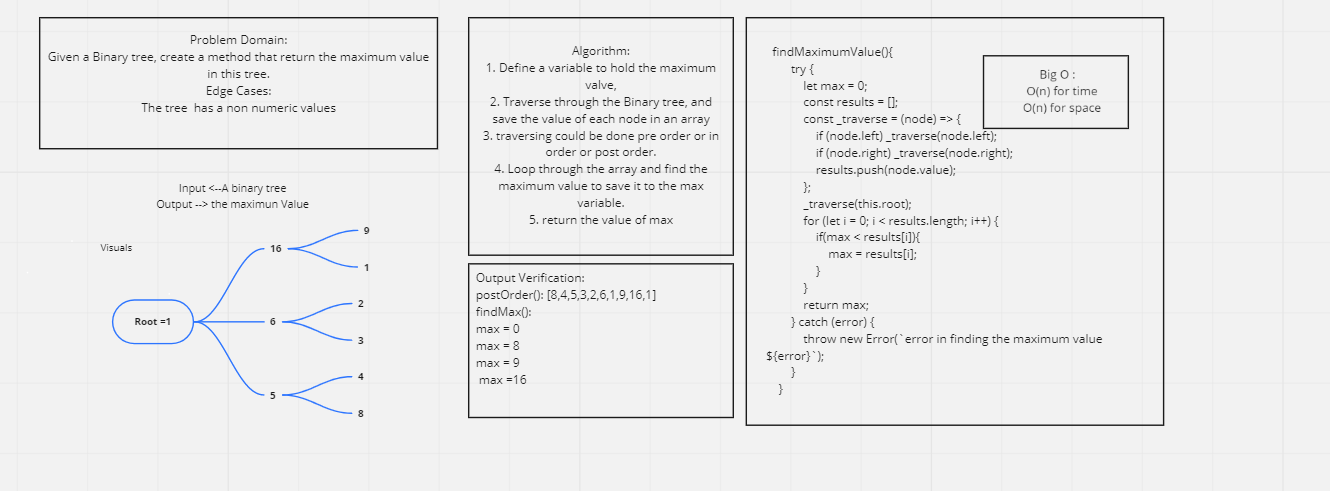 Problem Domain:
Given a Binary tree, create a method that return the maximum value
in this tree.
Edge Cases:
The tree  has a non numeric values
Input <--A binary tree
Output --> the maximun Value
Visuals
Root =1
16
9
1
6
2
3
5
4
8
Algorithm:
1. Define a variable to hold the maximum
valve,
2. Traverse through the Binary tree, and
save the value of each node in an array
3. traversing could be done pre order or in
order or post order.
4. Loop through the array and find the
maximum value to save it to the max
variable.
5. return the value of max
Output Verification:
postOrder(): [8,4,5,3,2,6,1,9,16,1]
findMax():
max = 0
max = 8
max = 9
max =16
findMaximumValue(){
try {
let max = 0;
const results = [];
const _traverse = (node) => {
if (node.left) _traverse(node.left);
if (node.right) _traverse(node.right);
results.push(node.value);
};
_traverse(this.root);
for (let i = 0; i < results.length; i++) {
if(max < results[i]){
max = results[i];
}
}
return max;
} catch (error) {
throw new Error(`error in finding the maximum value
${error}`);
}
}
Big O :
O(n) for time
O(n) for space